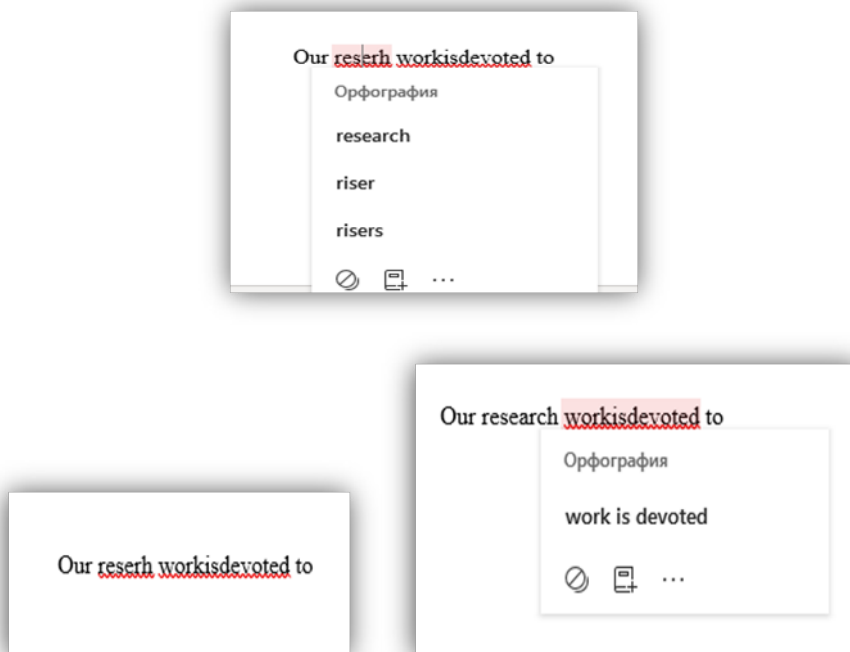 Our reserh workisdevoted to
Орфография
research
riser
risers
Our research workisdevoted to
Орфография
work is devoted
Our reserh workisdevoted to